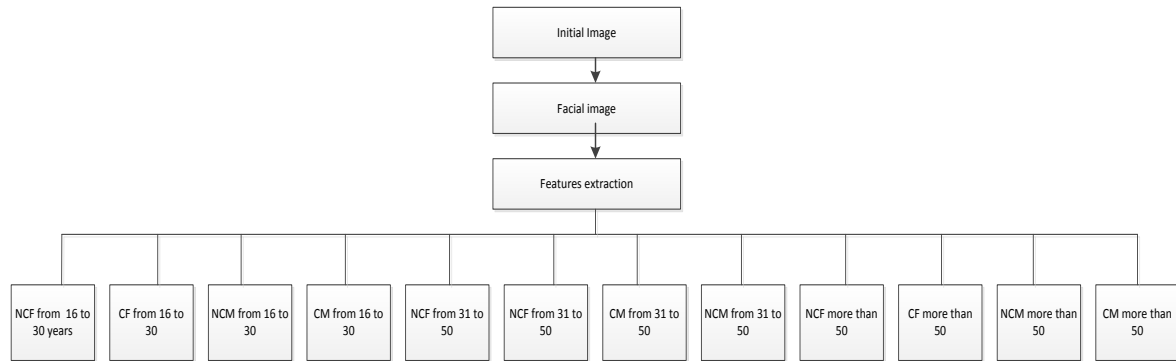 Initial Image
Facial image
Features extraction
NCF from 16 to
30 years
CF from 16 to
30
NCM from 16 to
30
CM from 16 to
30
NCF from 31 to
50
NCF from 31 to
50
CM from 31 to
50
NCM from 31 to
50
NCF more than
50
CF more than
50
NCM more than
50
CM more than
50